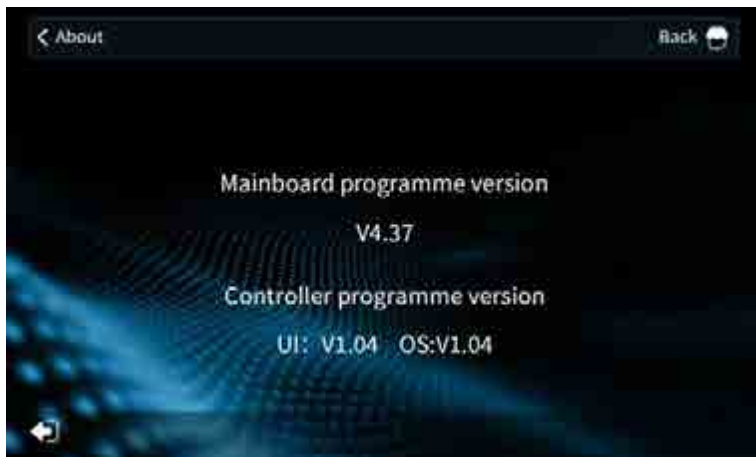 About
Back
Mainboard programme version
V4.37
Controller programme version
UI: V1.04 OS:V1.04